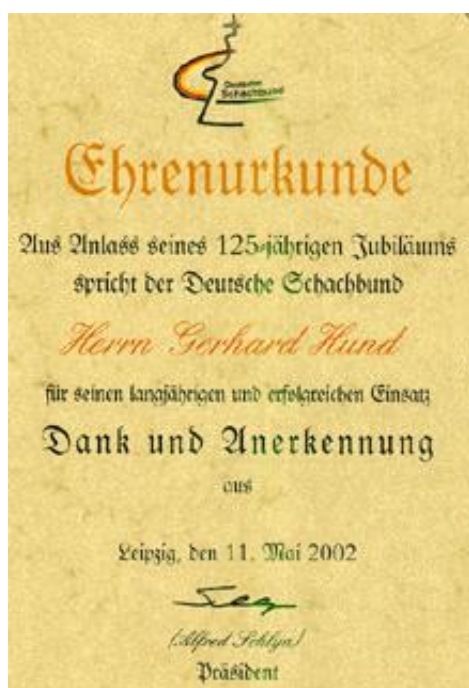 Deutscher
Schachbund
Ehrenurkunde
Aus Anlass seines 125-jährigen Jubiläums
spricht der Deutsche Schachbund
Herrn Gerhard Hund
für seinen langjährigen und erfolgreichen Einsatz
Dank und Anerkennung
aus
Leipzig, den 11. Mai 2002
(Alfred
Präsident